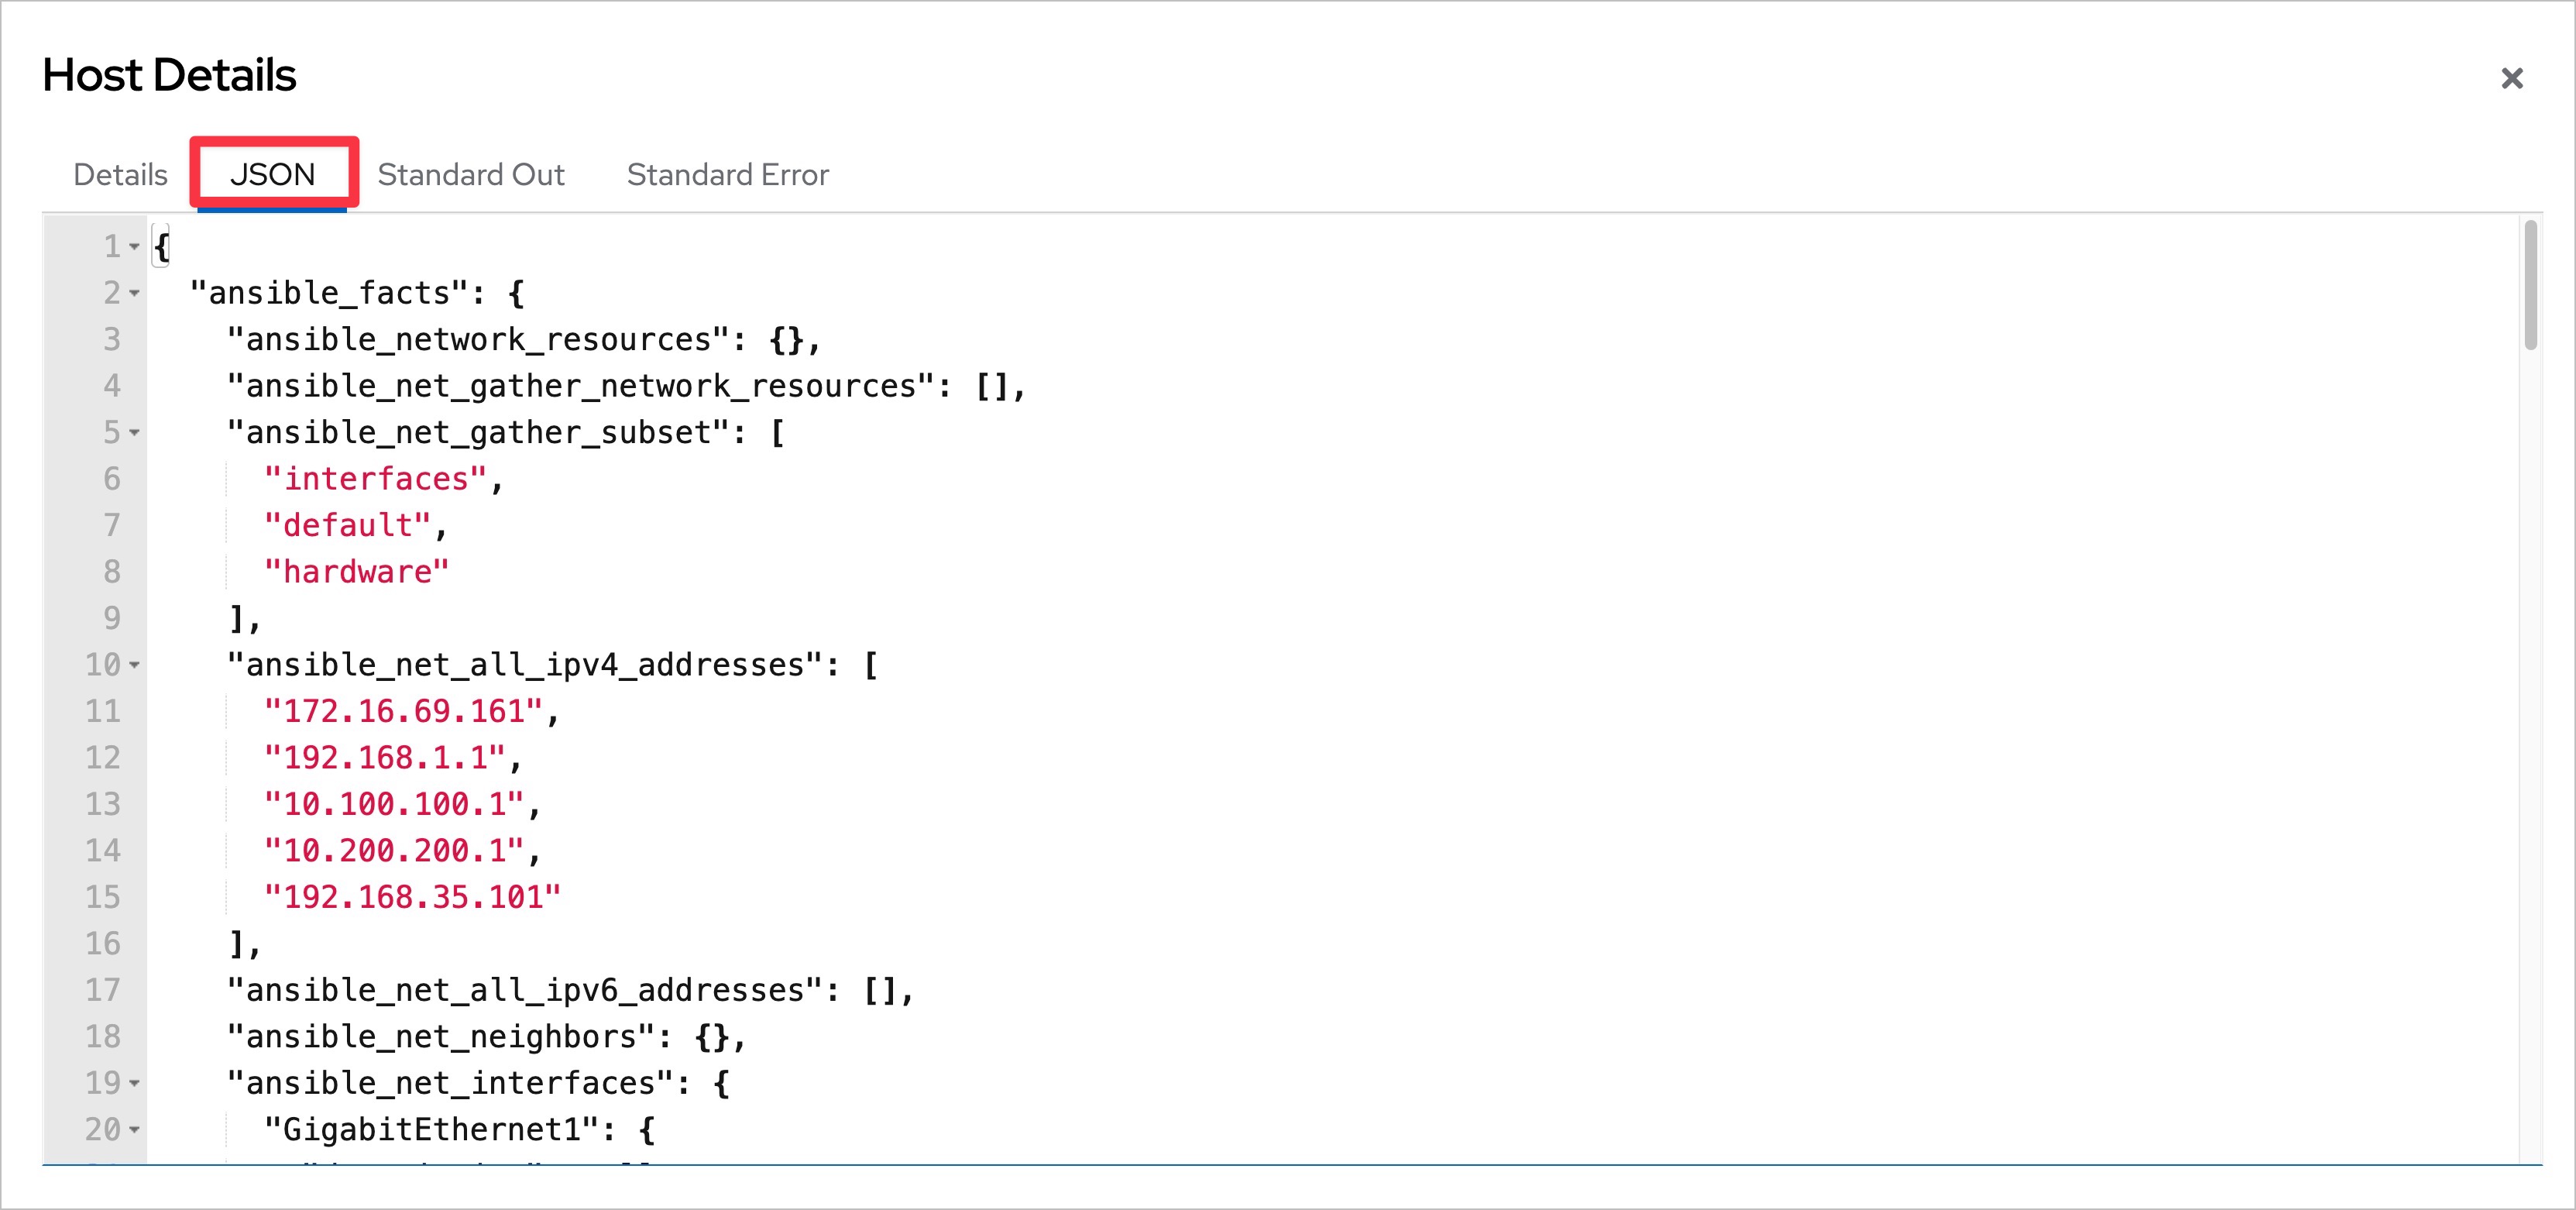 Host Details
Details JSON Standard Out Standard Error
1 {
2 "ansible_facts": {
3 "ansible_network_resources": {},
4 "ansible_net_gather_network_resources": [],
5 "ansible_net_gather_subset": [
6 "interfaces",
7 "default",
8 "hardware"
9 ],
10 "ansible_net_all_ipv4_addresses": [
11 "172.16.69.161",
12 "192.168.1.1",
13 "10.100.100.1",
14 "10.200.200.1",
15 "192.168.35.101"
16 ],
17 "ansible_net_all_ipv6_addresses": [],
18 "ansible_net_neighbors": {},
19 "ansible_net_interfaces": {
20 "GigabitEthernet1": {